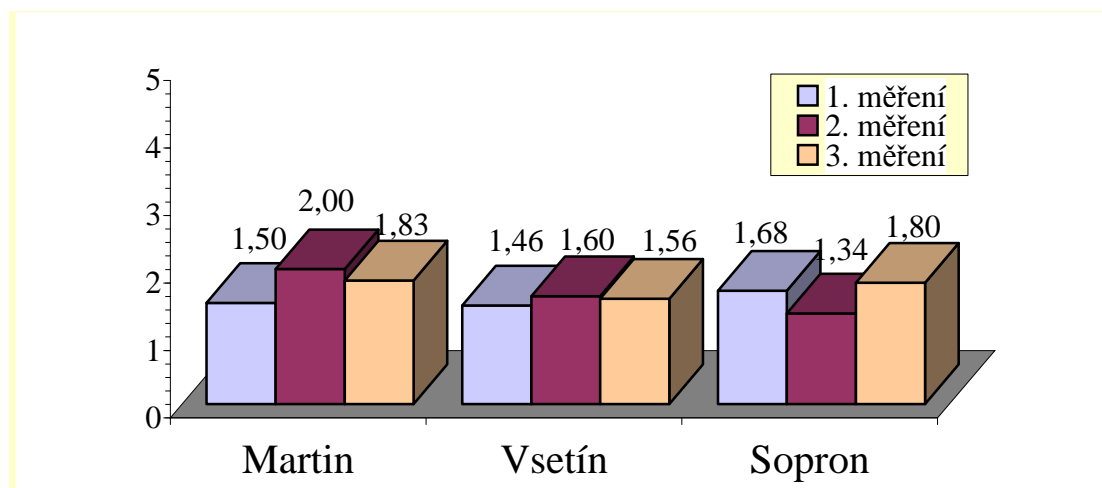 5
4
3
2
1
0
1. měření
2. měření
3. měření
1,50
2,00
1,83
1,46
1,60
1,56
1,68
1,34
1,80
Martin
Vsetín
Sopron